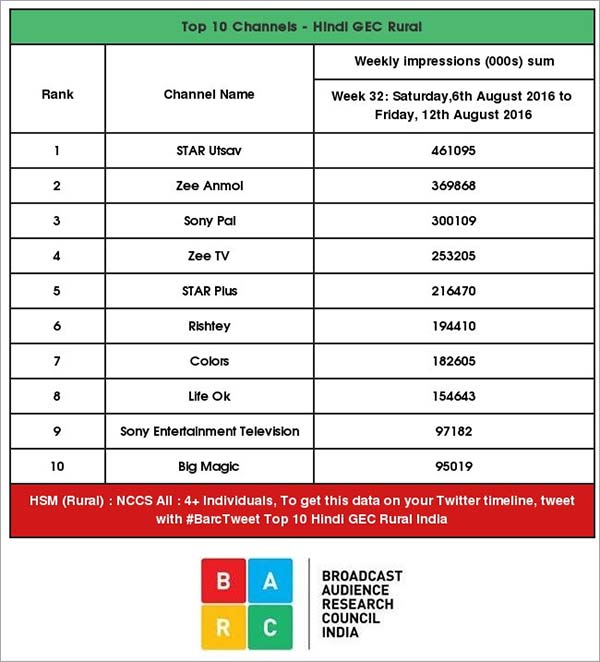 Top 10 Channels - Hindi GEC Rural
Rank
Channel Name
Weekly impressions (000s) sum
Week 32: Saturday,6th August 2016 to
Friday, 12th August 2016
1 STAR Utsav 461095
2 Zee Anmol 369868
3 Sony Pal 300109
4 Zee TV 253205
5 STAR Plus 216470
6 Rishtey 194410
7 Colors 182605
8 Life Ok 154643
9 Sony Entertainment Television 97182
10 Big Magic 95019
HSM (Rural) : NCCS All : 4+ Individuals, To get this data on your Twitter timeline, tweet
with #BarcTweet Top 10 Hindi GEC Rural India
B A
R C
BROADCAST
AUDIENCE
RESEARCH
COUNCIL
INDIA